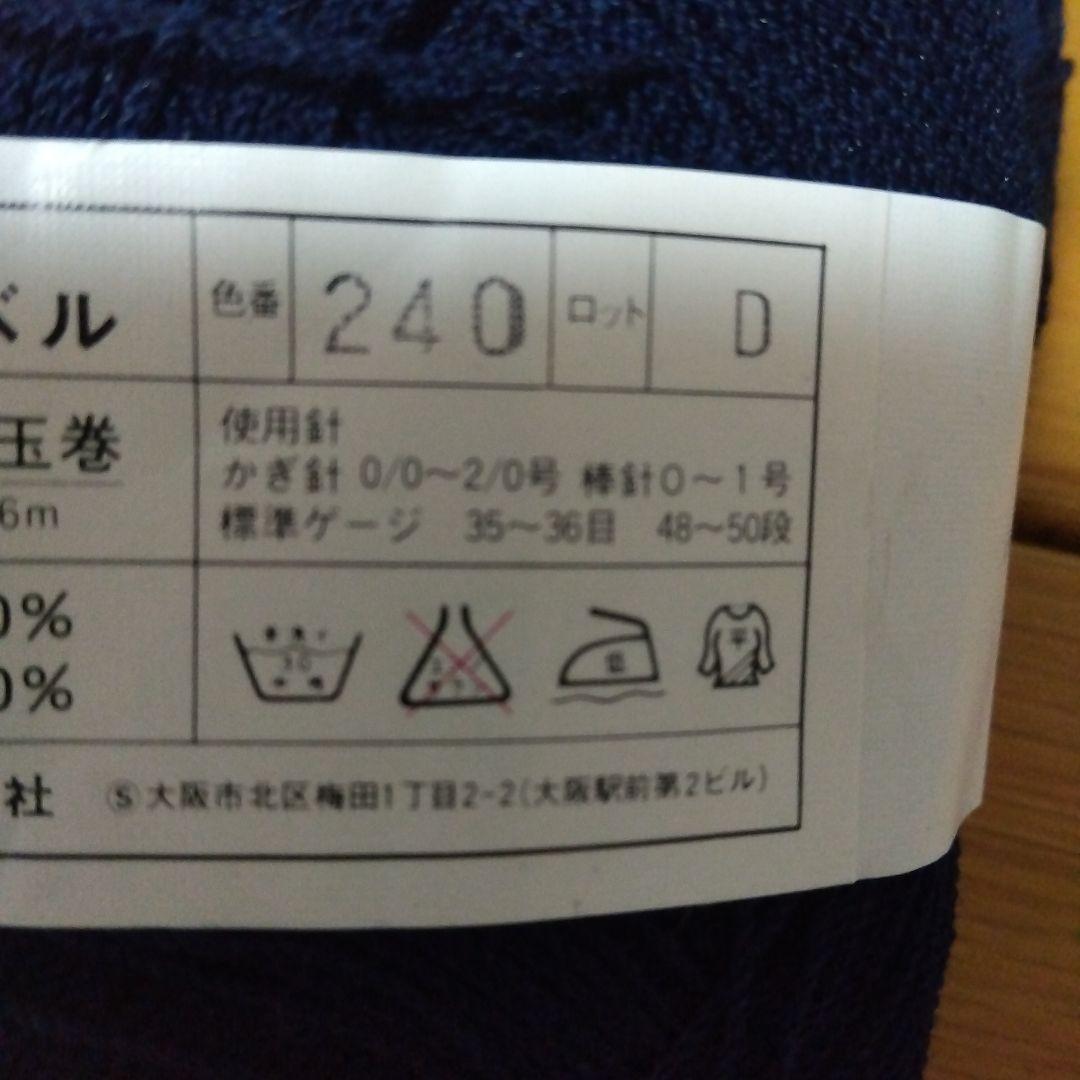 ベル
色番 240 ロット D
玉巻
6m
使用針
かぎ針 0/0～2/0号 棒針0～1号
標準ゲージ 35～36目 48～50段
0%
0%
30
低
平
社 Ⓢ大阪市北区梅田1丁目2-2(大阪駅前第2ビル)